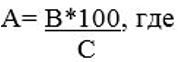 А= В*100, где
С